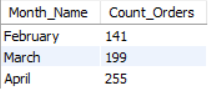 Month_Name Count_Orders
February 141
March 199
April 255